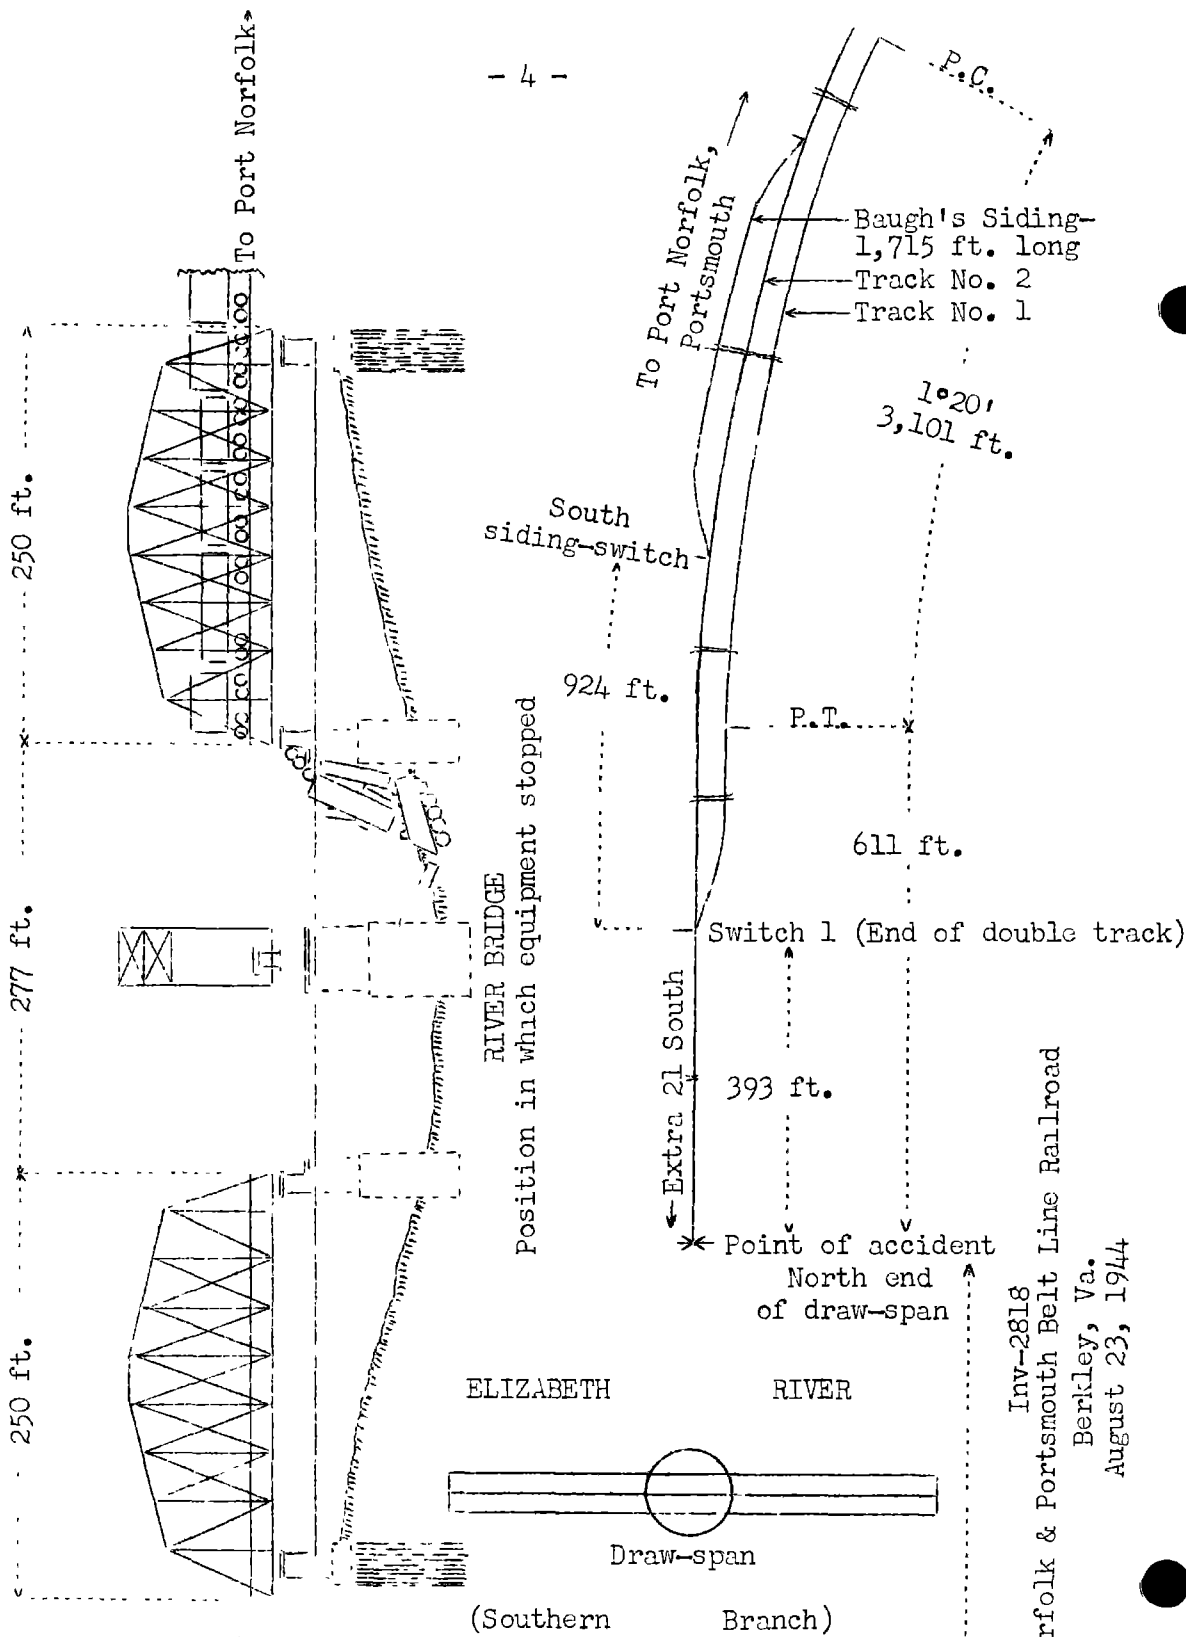 - 4 -
To Port Norfolk
P.C.
To Port Norfolk,
Portsmouth
Baugh's Siding-
1,715 ft. long
Track No. 2
Track No. 1
1°20'
3,101 ft.
South
siding-switch
924 ft.
P.T.
611 ft.
Switch 1 (End of double track)
Extra 21 South
393 ft.
Point of accident
North end
of draw-span
250 ft.
277 ft.
250 ft.
RIVER BRIDGE
Position in which equipment stopped
ELIZABETH RIVER
Draw-span
(Southern Branch)
Inv-2818
rfolk & Portsmouth Belt Line Railroad
Berkley, Va.
August 23, 1944